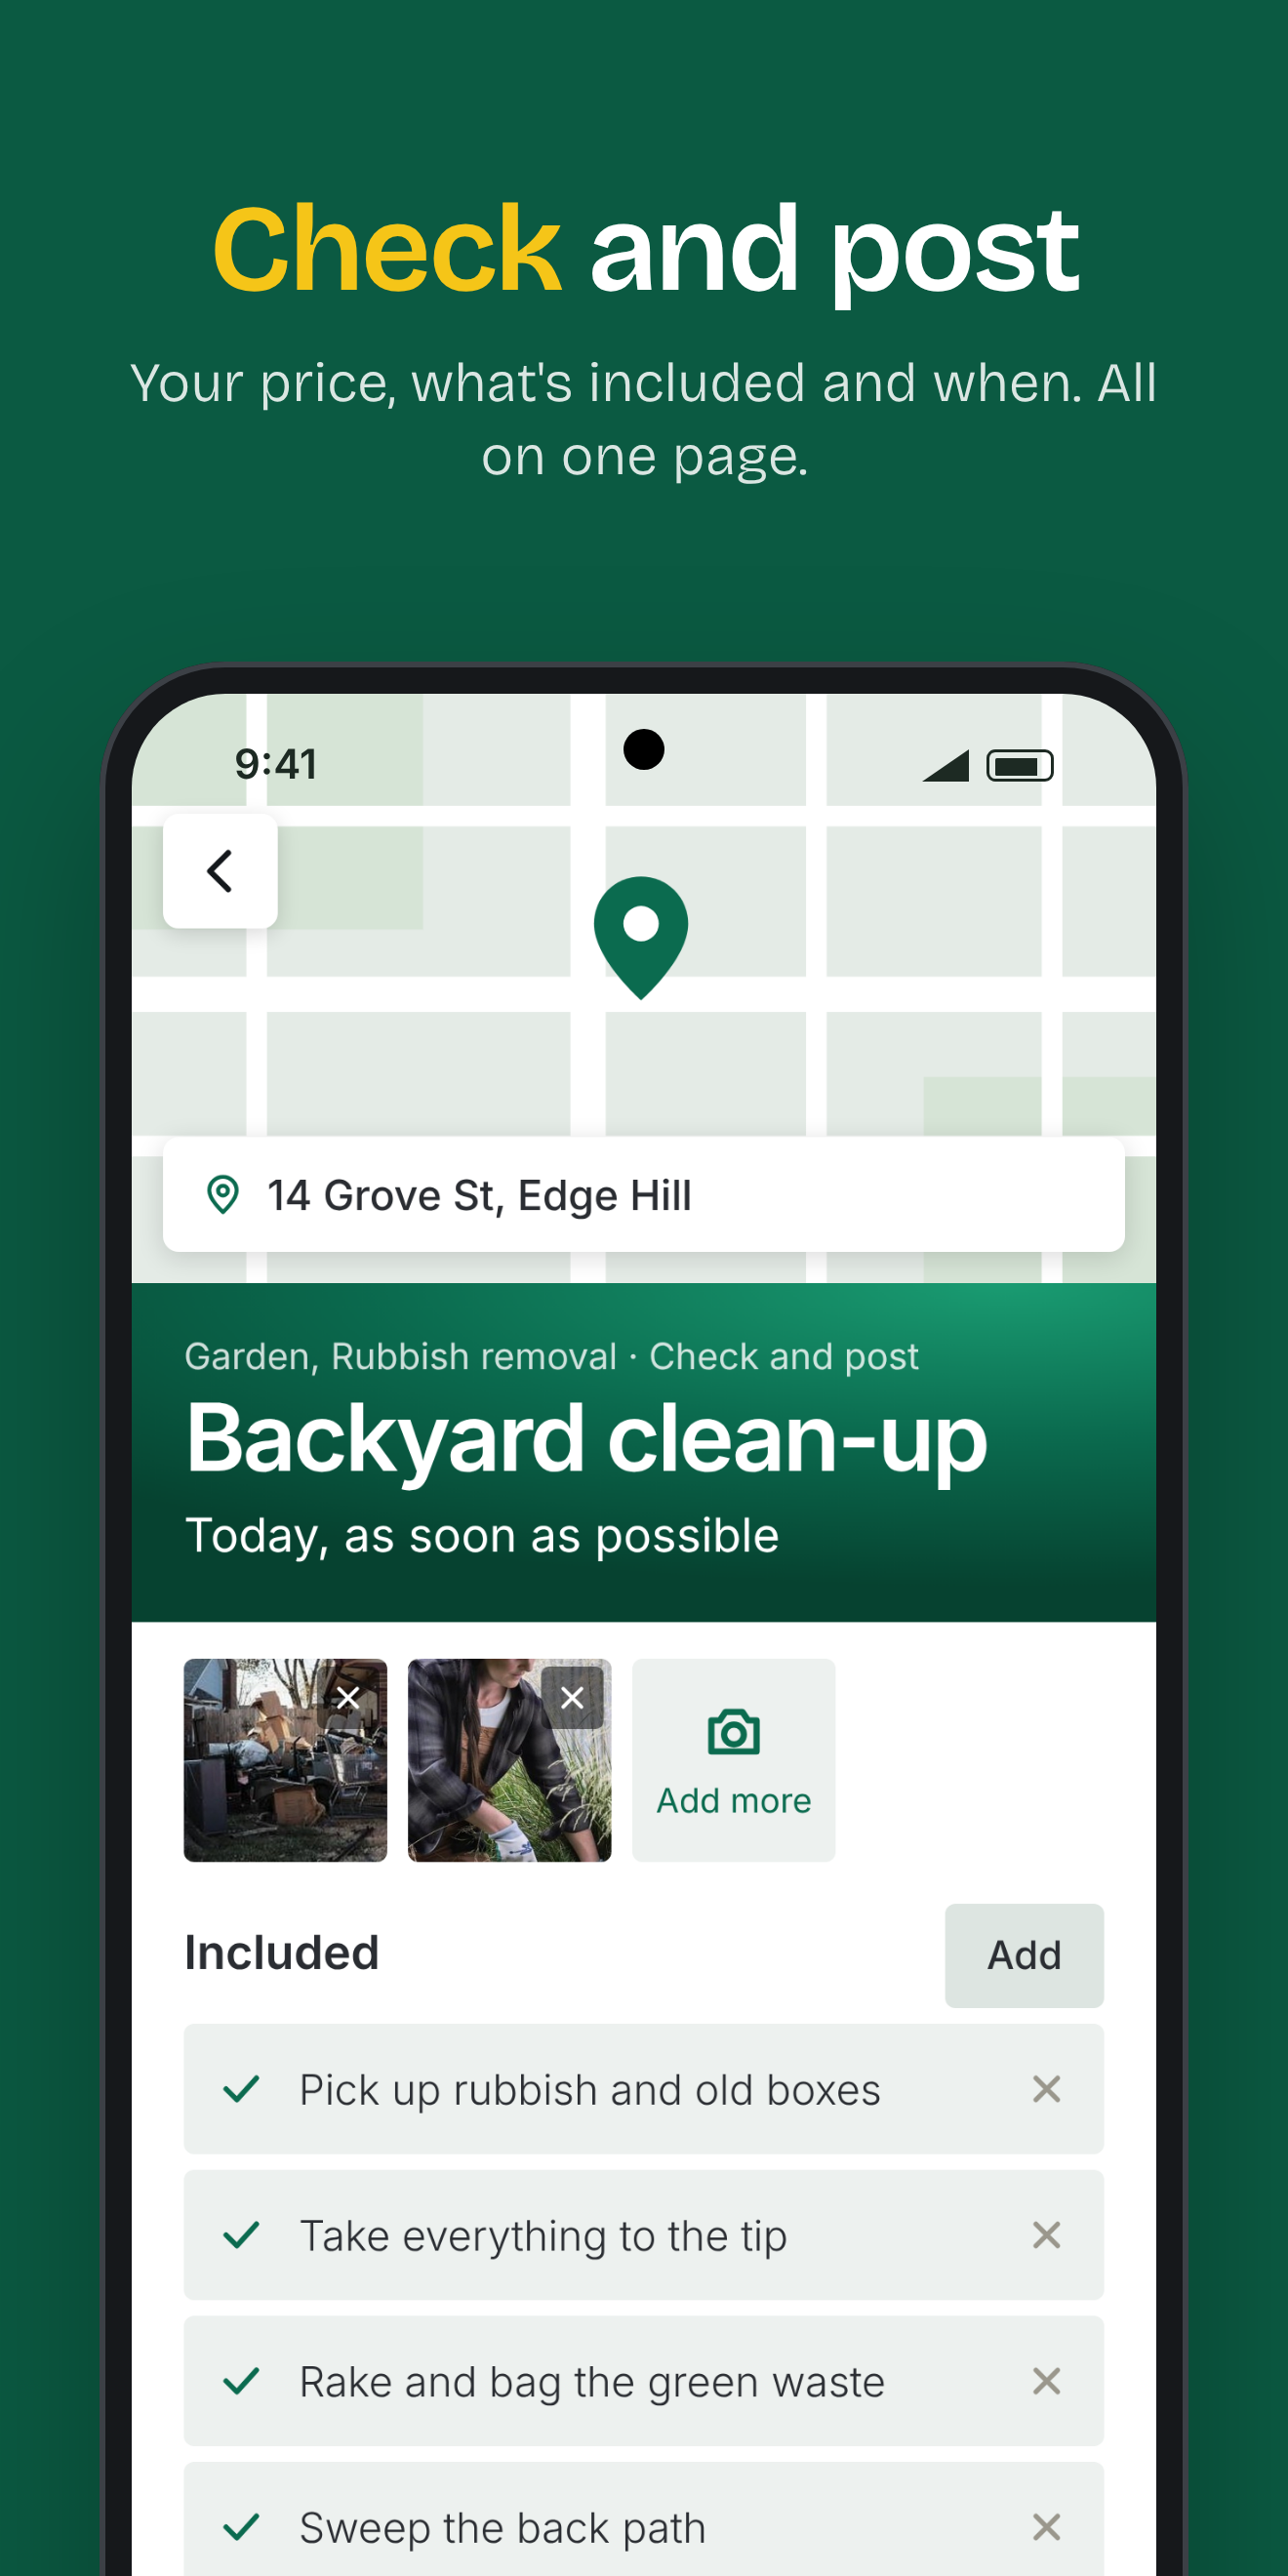 Check and post
Your price, what's included and when. All
on one page.
9:41
14 Grove St, Edge Hill
Garden, Rubbish removal · Check and post
Backyard clean-up
Today, as soon as possible
Add more
Included
Add
Pick up rubbish and old boxes
Take everything to the tip
Rake and bag the green waste
Sweep the back path